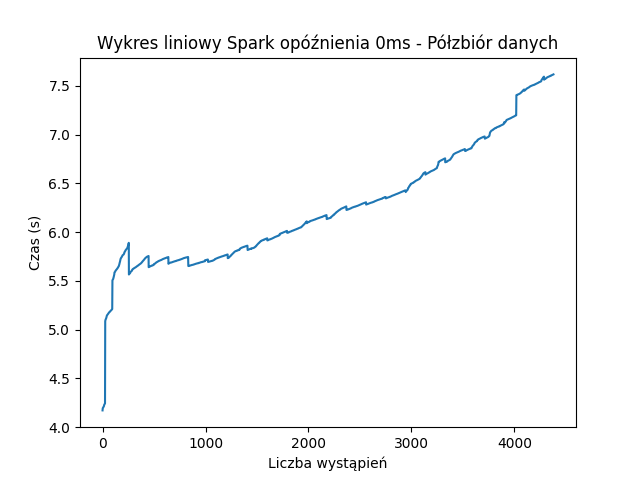 Wykres liniowy Spark opóźnienia 0ms - Półzbiór danych
7.5
7.0
6.5
6.0
5.5
5.0
4.5
4.0
Czas (s)
0 1000 2000 3000 4000
Liczba wystąpień